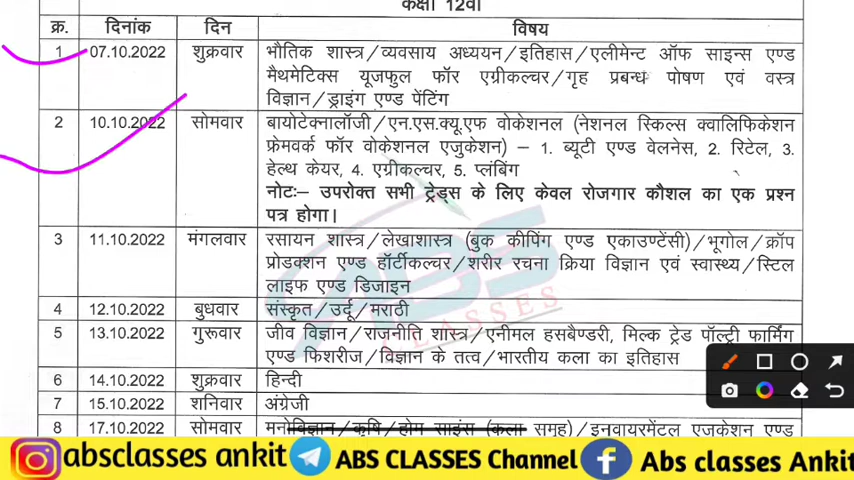 कक्षा 12वी
क्र. दिनांक दिन विषय
1 07.10.2022 शुक्रवार भौतिक शास्त्र/व्यवसाय अध्ययन/इतिहास/एलीमेन्ट ऑफ साइन्स एण्ड
मैथमेटिक्स यूजफुल फॉर एग्रीकल्चर/गृह प्रबन्ध पोषण एवं वस्त्र
विज्ञान/ड्राइंग एण्ड पेंटिंग
2 10.10.2022 सोमवार बायोटेक्नालॉजी/एन.एस.क्यू.एफ वोकेशनल (नेशनल स्किल्स क्वालिफिकेशन
फ्रेमवर्क फॉर वोकेशनल एजुकेशन) – 1. ब्यूटी एण्ड वेलनेस, 2. रिटेल, 3.
हेल्थ केयर, 4. एग्रीकल्चर, 5. प्लंबिंग
नोटः– उपरोक्त सभी ट्रेड्स के लिए केवल रोजगार कौशल का एक प्रश्न
पत्र होगा।
3 11.10.2022 मंगलवार रसायन शास्त्र/लेखाशास्त्र (बुक कीपिंग एण्ड एकाउण्टेंसी)/भूगोल/क्रॉप
प्रोडक्शन एण्ड हॉर्टीकल्चर/शरीर रचना क्रिया विज्ञान एवं स्वास्थ्य/स्टिल
लाइफ एण्ड डिजाइन
4 12.10.2022 बुधवार संस्कृत/उर्दू/मराठी
5 13.10.2022 गुरूवार जीव विज्ञान/राजनीति शास्त्र/एनीमल हसबैण्डरी, मिल्क ट्रेड पॉल्ट्री फार्मिंग
एण्ड फिशरीज/विज्ञान के तत्व/भारतीय कला का इतिहास
6 14.10.2022 शुक्रवार हिन्दी
7 15.10.2022 शनिवार अंग्रेजी
8 17.10.2022 सोमवार मनोविज्ञान/कृषि/होम साइंस (कला समूह)/इनवायरमेंटल एजुकेशन एण्ड
ABS
CLASSES
absclasses ankit ABS CLASSES Channel Abs classes Ankit